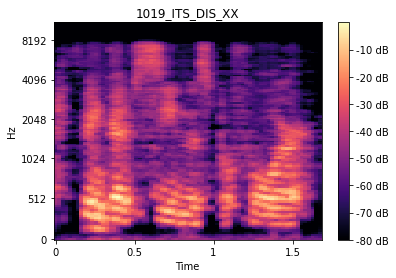 1019_ITS_DIS_XX
8192
4096
2048
1024
512
0
Hz
0
0.5
1
1.5
Time
-10 dB
-20 dB
-30 dB
-40 dB
-50 dB
-60 dB
-70 dB
-80 dB